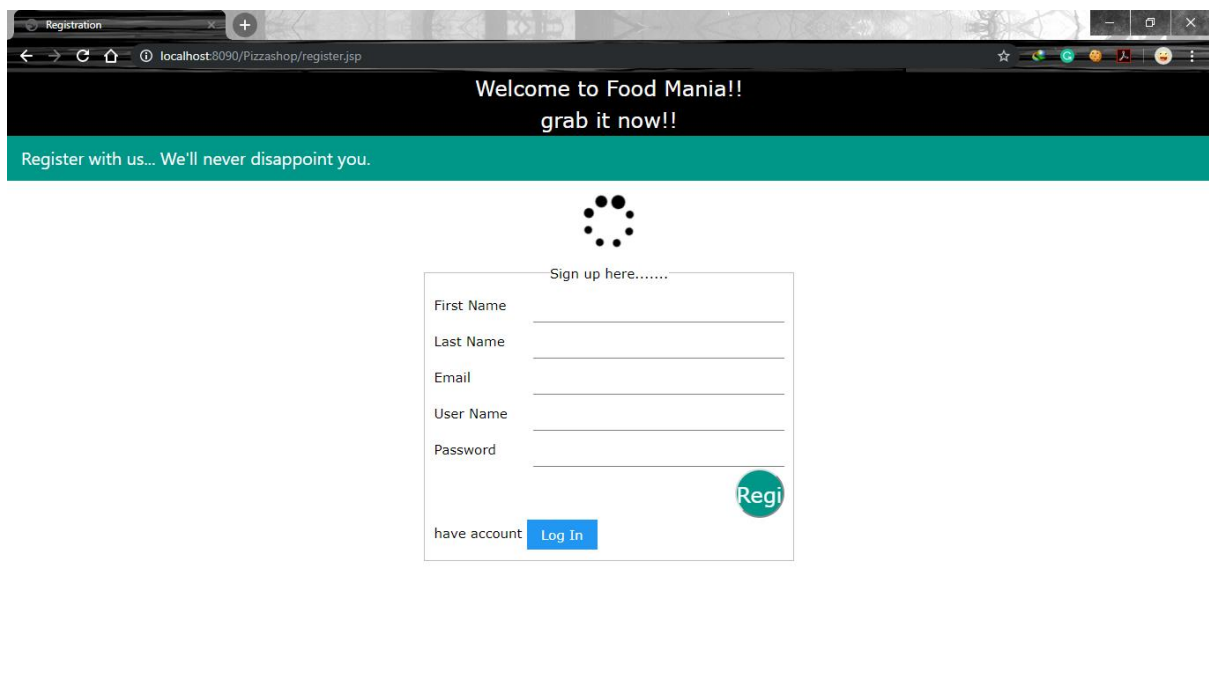 Registration
localhost:8090/Pizzashop/register.jsp
Welcome to Food Mania!!
grab it now!!
Register with us... We'll never disappoint you.
Sign up here.......
First Name
Last Name
Email
User Name
Password
Regi
have account Log In